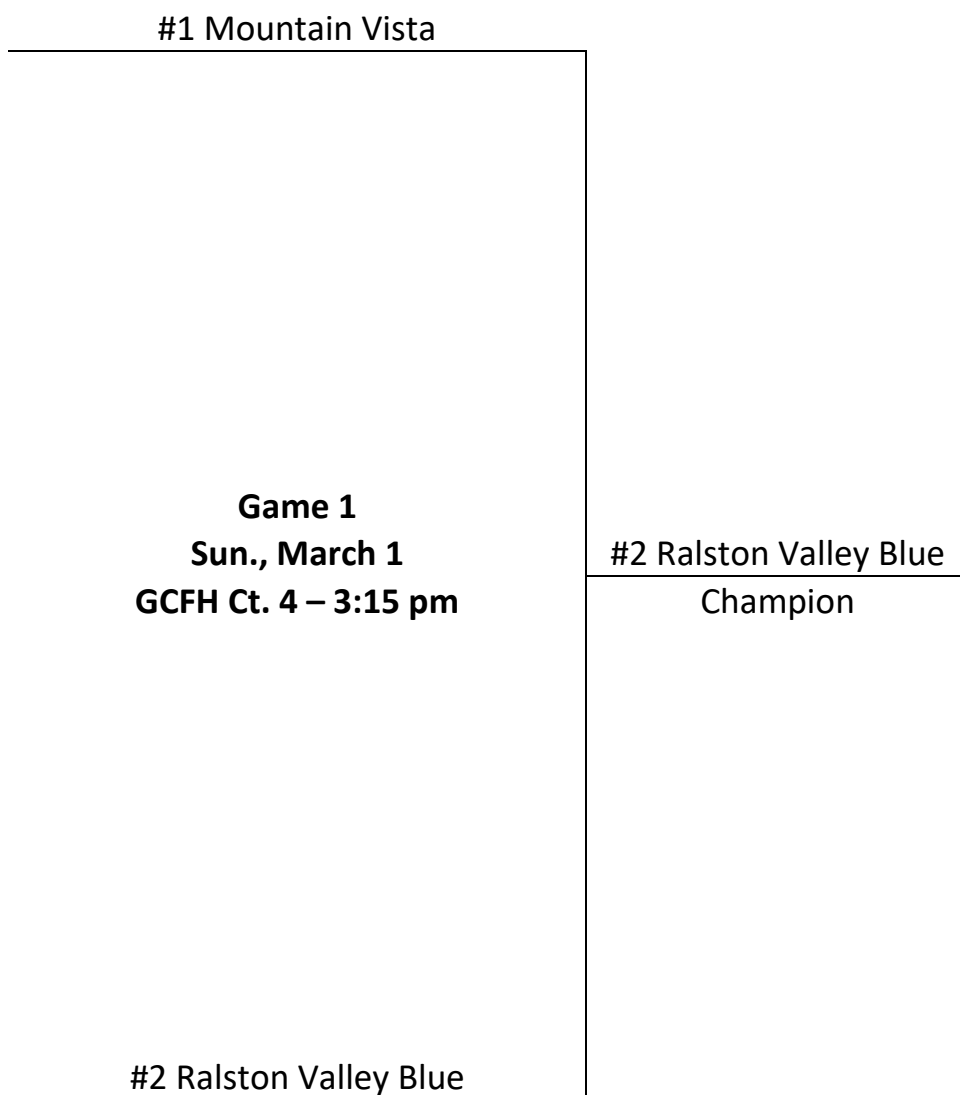 #1 Mountain Vista
Game 1
Sun., March 1
GCFH Ct. 4 – 3:15 pm
#2 Ralston Valley Blue
Champion
#2 Ralston Valley Blue